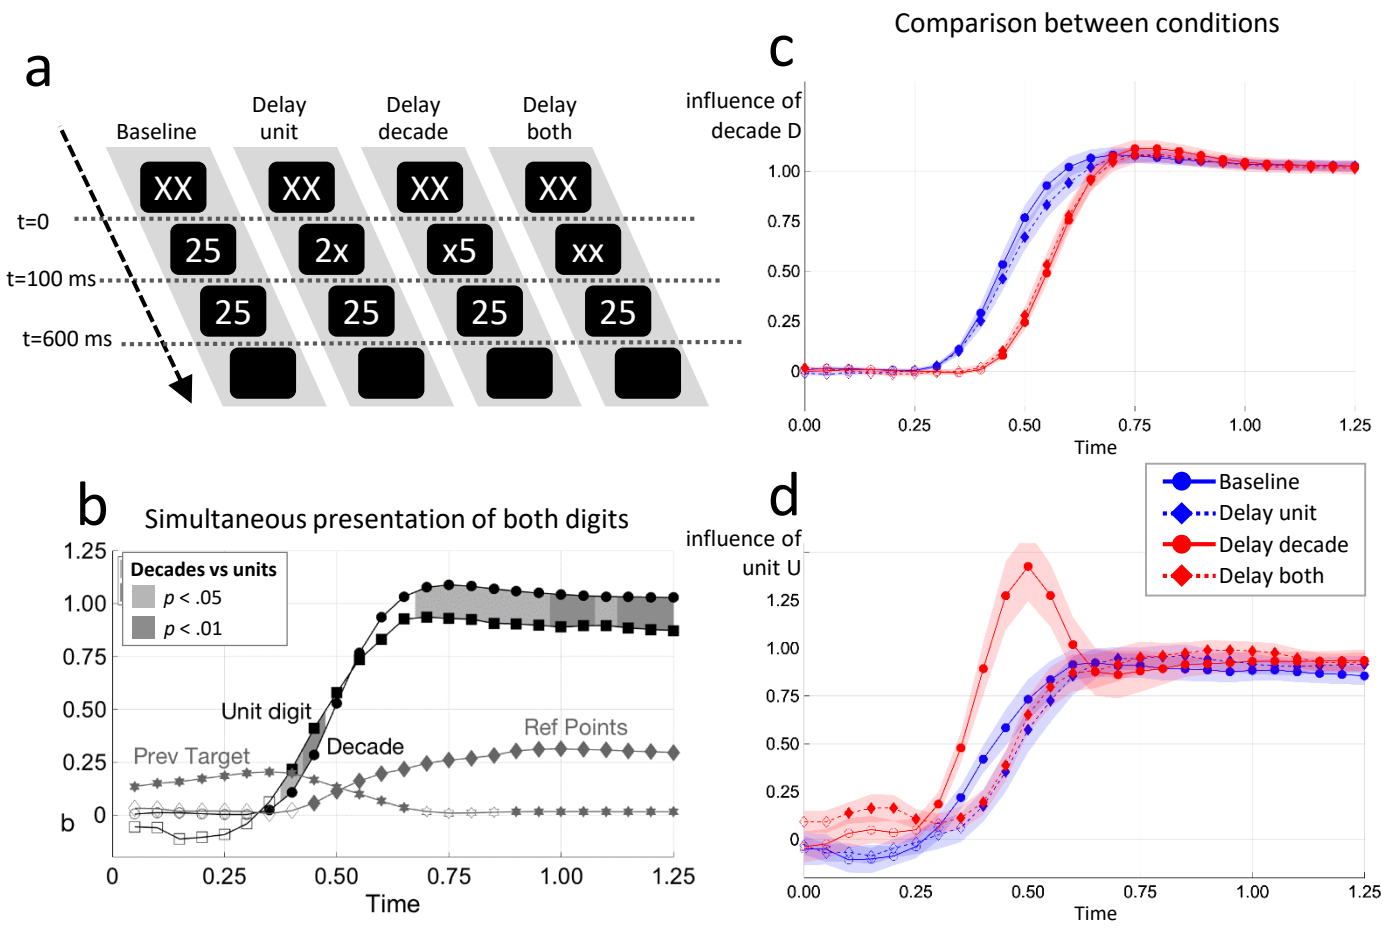 a
Baseline
Delay
unit
Delay
decade
Delay
both
XX XX XX XX
t=0
25 2x x5 xx
t=100 ms
25 25 25 25
t=600 ms
b
Simultaneous presentation of both digits
1.25
1.00
0.75
0.50
0.25
0
b
Decades vs units
p < .05
p < .01
Unit digit
Decade
Prev Target
Ref Points
0 0.25 0.50 0.75 1.00 1.25
Time
Comparison between conditions
c
influence of
decade D
1.00
0.75
0.50
0.25
0
0.00 0.25 0.50 0.75 1.00 1.25
Time
d
influence of
unit U
1.25
1.00
0.75
0.50
0.25
0
0.00 0.25 0.50 0.75 1.00 1.25
Time
Baseline
Delay unit
Delay decade
Delay both